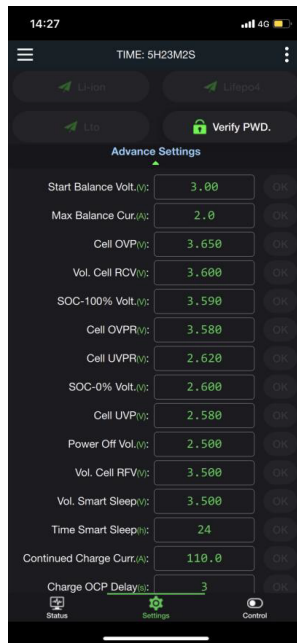 14:27 4G
TIME: 5H23M2S
Li-ion Lifepo4
Lto Verify PWD.
Advance Settings
Start Balance Volt.(V): 3.00 OK
Max Balance Cur.(A): 2.0 OK
Cell OVP(V): 3.650 OK
Vol. Cell RCV(V): 3.600 OK
SOC-100% Volt.(V): 3.590 OK
Cell OVPR(V): 3.580 OK
Cell UVPR(V): 2.620 OK
SOC-0% Volt.(V): 2.600 OK
Cell UVP(V): 2.580 OK
Power Off Vol.(V): 2.500 OK
Vol. Cell RFV(V): 3.500 OK
Vol. Smart Sleep(V): 3.500 OK
Time Smart Sleep(h): 24 OK
Continued Charge Curr.(A): 110.0 OK
Charge OCP Delay(s): 3 OK
Status Settings Control